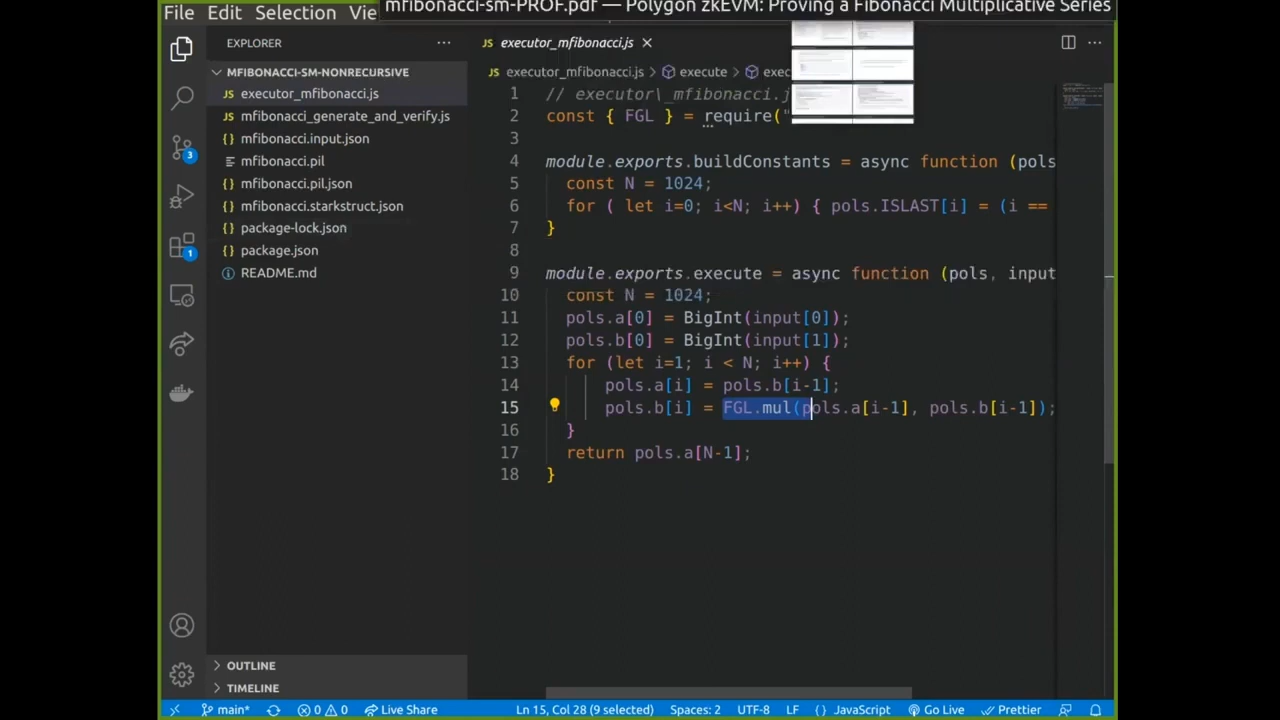 mfibonacci-sm-PROF.pdf — Polygon zkEVM: Proving a Fibonacci Multiplicative Series
File Edit Selection Vie
EXPLORER ···
JS executor_mfibonacci.js ×
MFIBONACCI-SM-NONRECURSIVE
JS executor_mfibonacci.js > execute > exec
JS executor_mfibonacci.js
JS mfibonacci_generate_and_verify.js
{} mfibonacci.input.json
mfibonacci.pil
{} mfibonacci.pil.json
{} mfibonacci.starkstruct.json
{} package-lock.json
{} package.json
README.md
3
1
1 // executor\_mfibonacci.j
2 const { FGL } = require("
3
4 module.exports.buildConstants = async function (pols
5 const N = 1024;
6 for ( let i=0; i<N; i++) { pols.ISLAST[i] = (i ==
7 }
8
9 module.exports.execute = async function (pols, input
10 const N = 1024;
11 pols.a[0] = BigInt(input[0]);
12 pols.b[0] = BigInt(input[1]);
13 for (let i=1; i < N; i++) {
14 pols.a[i] = pols.b[i-1];
15 pols.b[i] = FGL.mul(pols.a[i-1], pols.b[i-1]);
16 }
17 return pols.a[N-1];
18 }
OUTLINE
TIMELINE
main* 0 0 Live Share Ln 15, Col 28 (9 selected) Spaces: 2 UTF-8 LF {} JavaScript Go Live Prettier